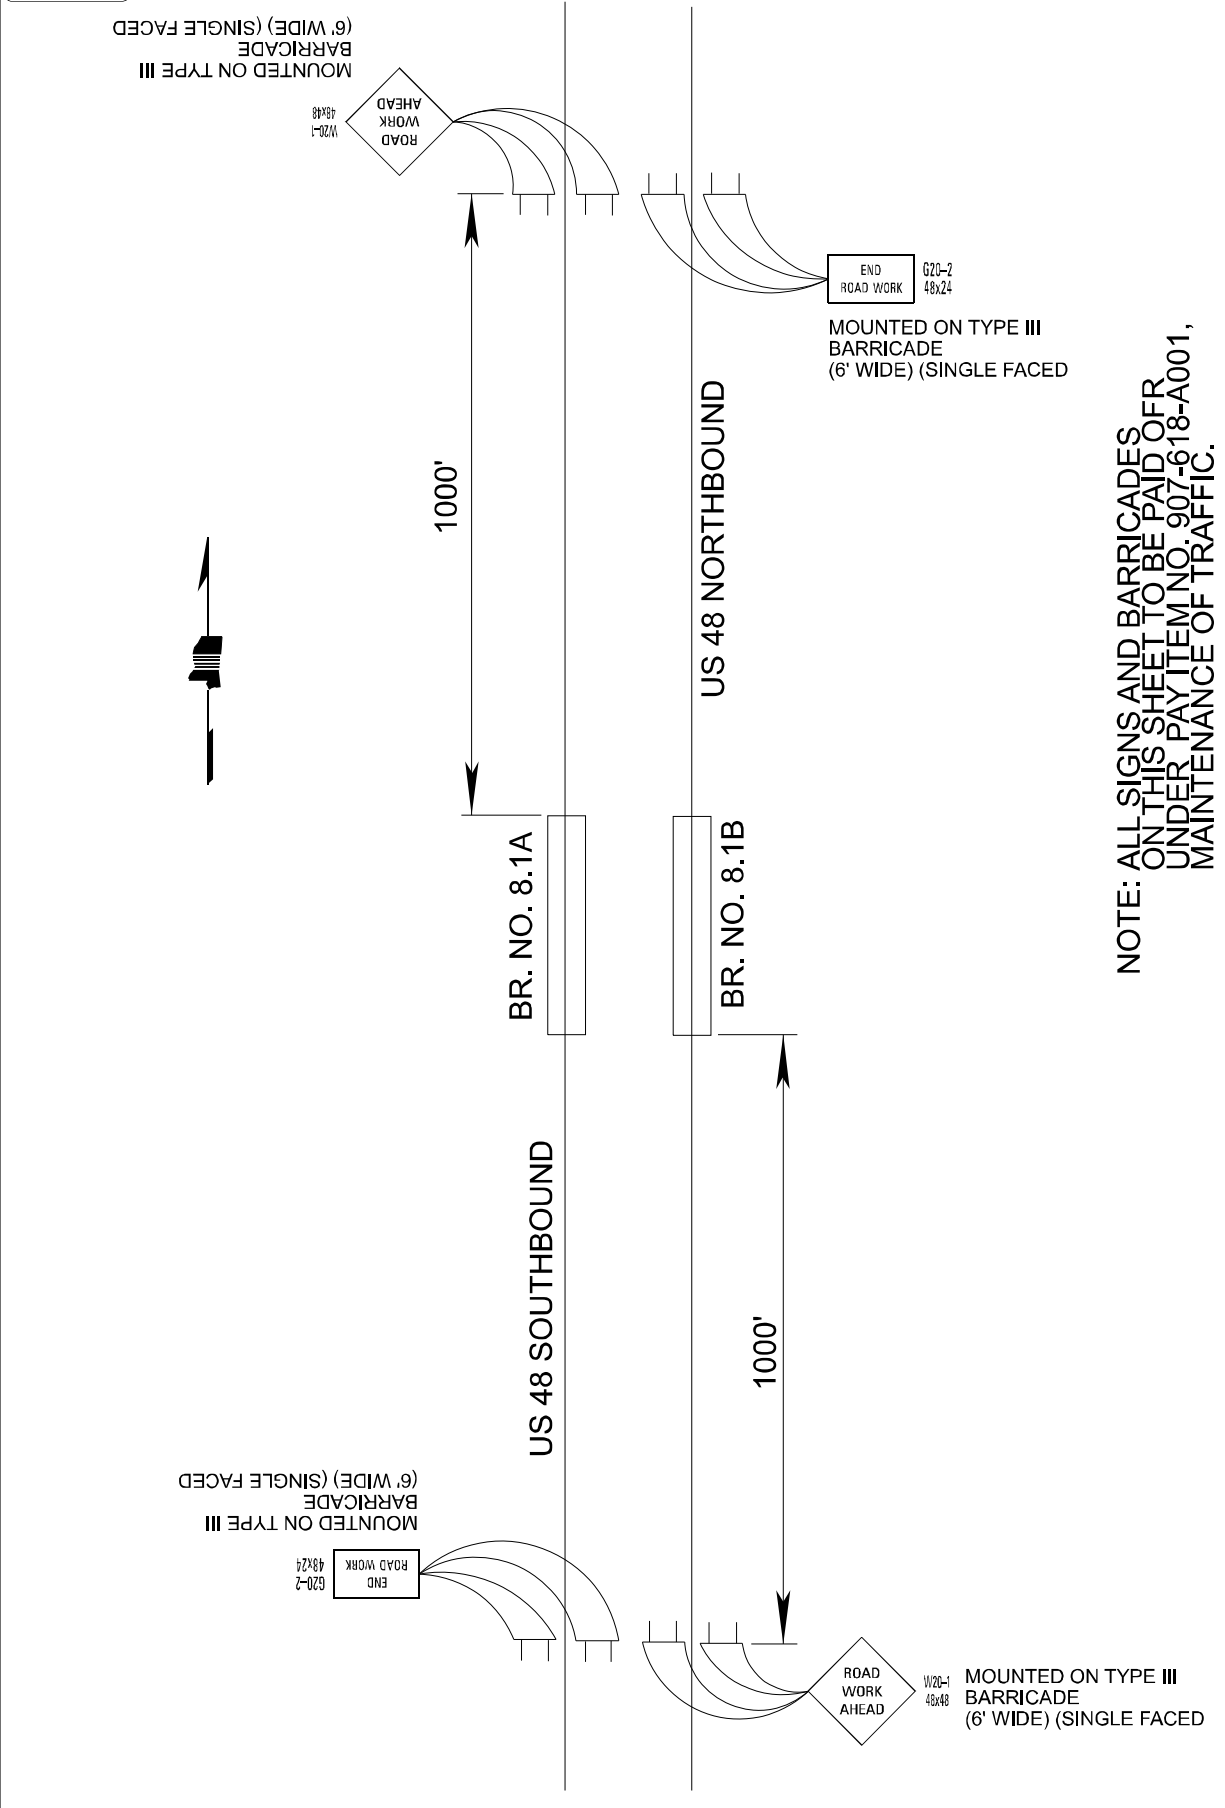 MOUNTED ON TYPE III
BARRICADE
(6' WIDE) (SINGLE FACED
W20-1
48x48
ROAD
WORK
AHEAD
END
ROAD WORK
G20-2
48x24
MOUNTED ON TYPE III
BARRICADE
(6' WIDE) (SINGLE FACED
1000'
US 48 NORTHBOUND
BR. NO. 8.1A
BR. NO. 8.1B
NOTE: ALL SIGNS AND BARRICADES
ON THIS SHEET TO BE PAID OFR
UNDER PAY ITEM NO. 907-618-A001,
MAINTENANCE OF TRAFFIC.
US 48 SOUTHBOUND
1000'
MOUNTED ON TYPE III
BARRICADE
(6' WIDE) (SINGLE FACED
G20-2
48x24
END
ROAD WORK
ROAD
WORK
AHEAD
W20-1
48x48
MOUNTED ON TYPE III
BARRICADE
(6' WIDE) (SINGLE FACED